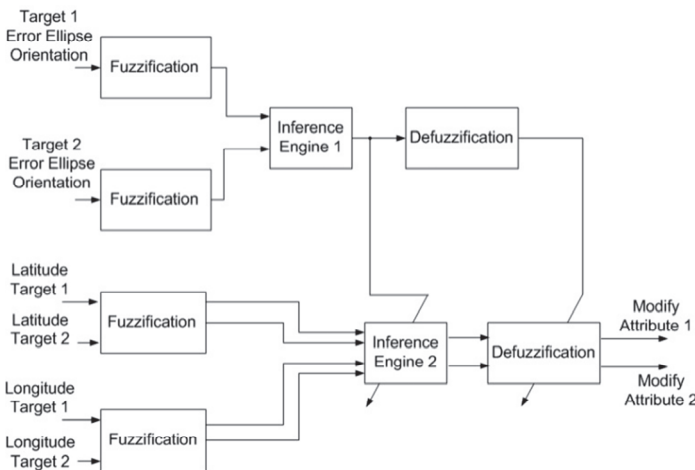 Target 1
Error Ellipse
Orientation
Fuzzification
Inference
Engine 1
Defuzzification
Target 2
Error Ellipse
Orientation
Fuzzification
Latitude
Target 1
Latitude
Target 2
Fuzzification
Inference
Engine 2
Defuzzification
Modify
Attribute 1
Modify
Attribute 2
Longitude
Target 1
Longitude
Target 2
Fuzzification